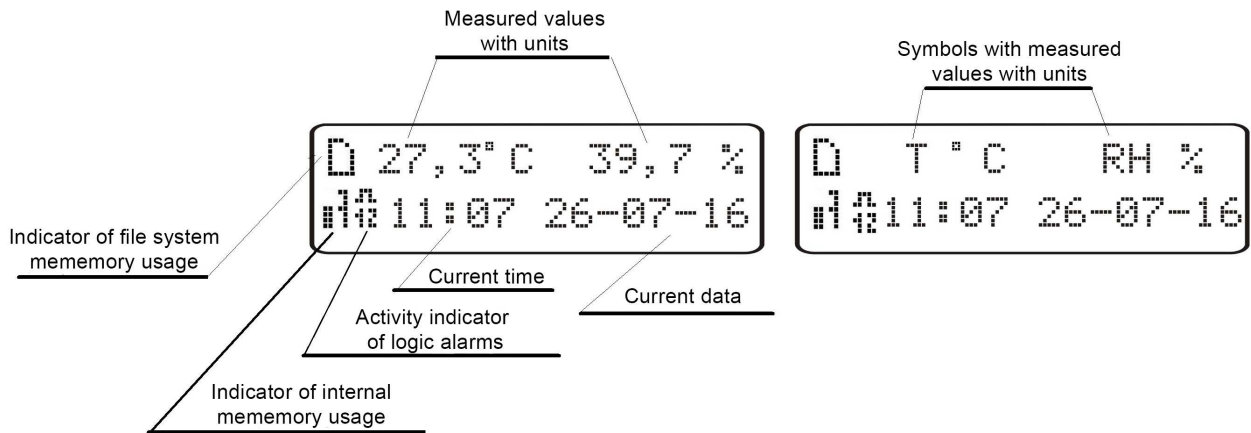 Measured values
with units
Symbols with measured
values with units
27,3°C 39,7 %
11:07 26-07-16
T °C RH %
11:07 26-07-16
Indicator of file system
mememory usage
Current time
Current data
Activity indicator
of logic alarms
Indicator of internal
mememory usage